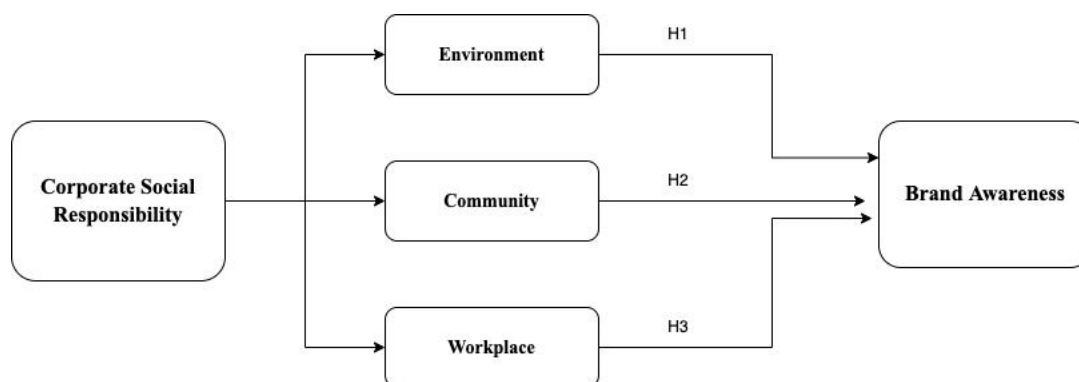 Environment
H1
Corporate Social
Responsibility
Community
H2
Brand Awareness
Workplace
H3